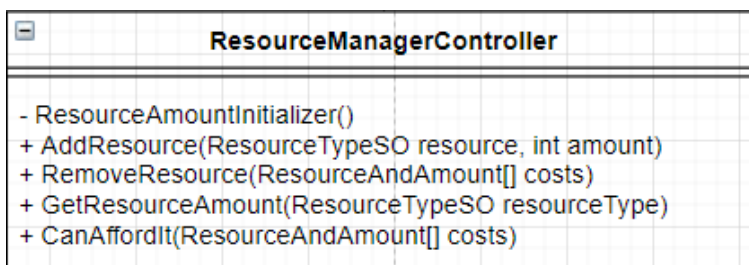 ResourceManagerController
- ResourceAmountInitializer()
+ AddResource(ResourceTypeSO resource, int amount)
+ RemoveResource(ResourceAndAmount[] costs)
+ GetResourceAmount(ResourceTypeSO resourceType)
+ CanAffordIt(ResourceAndAmount[] costs)